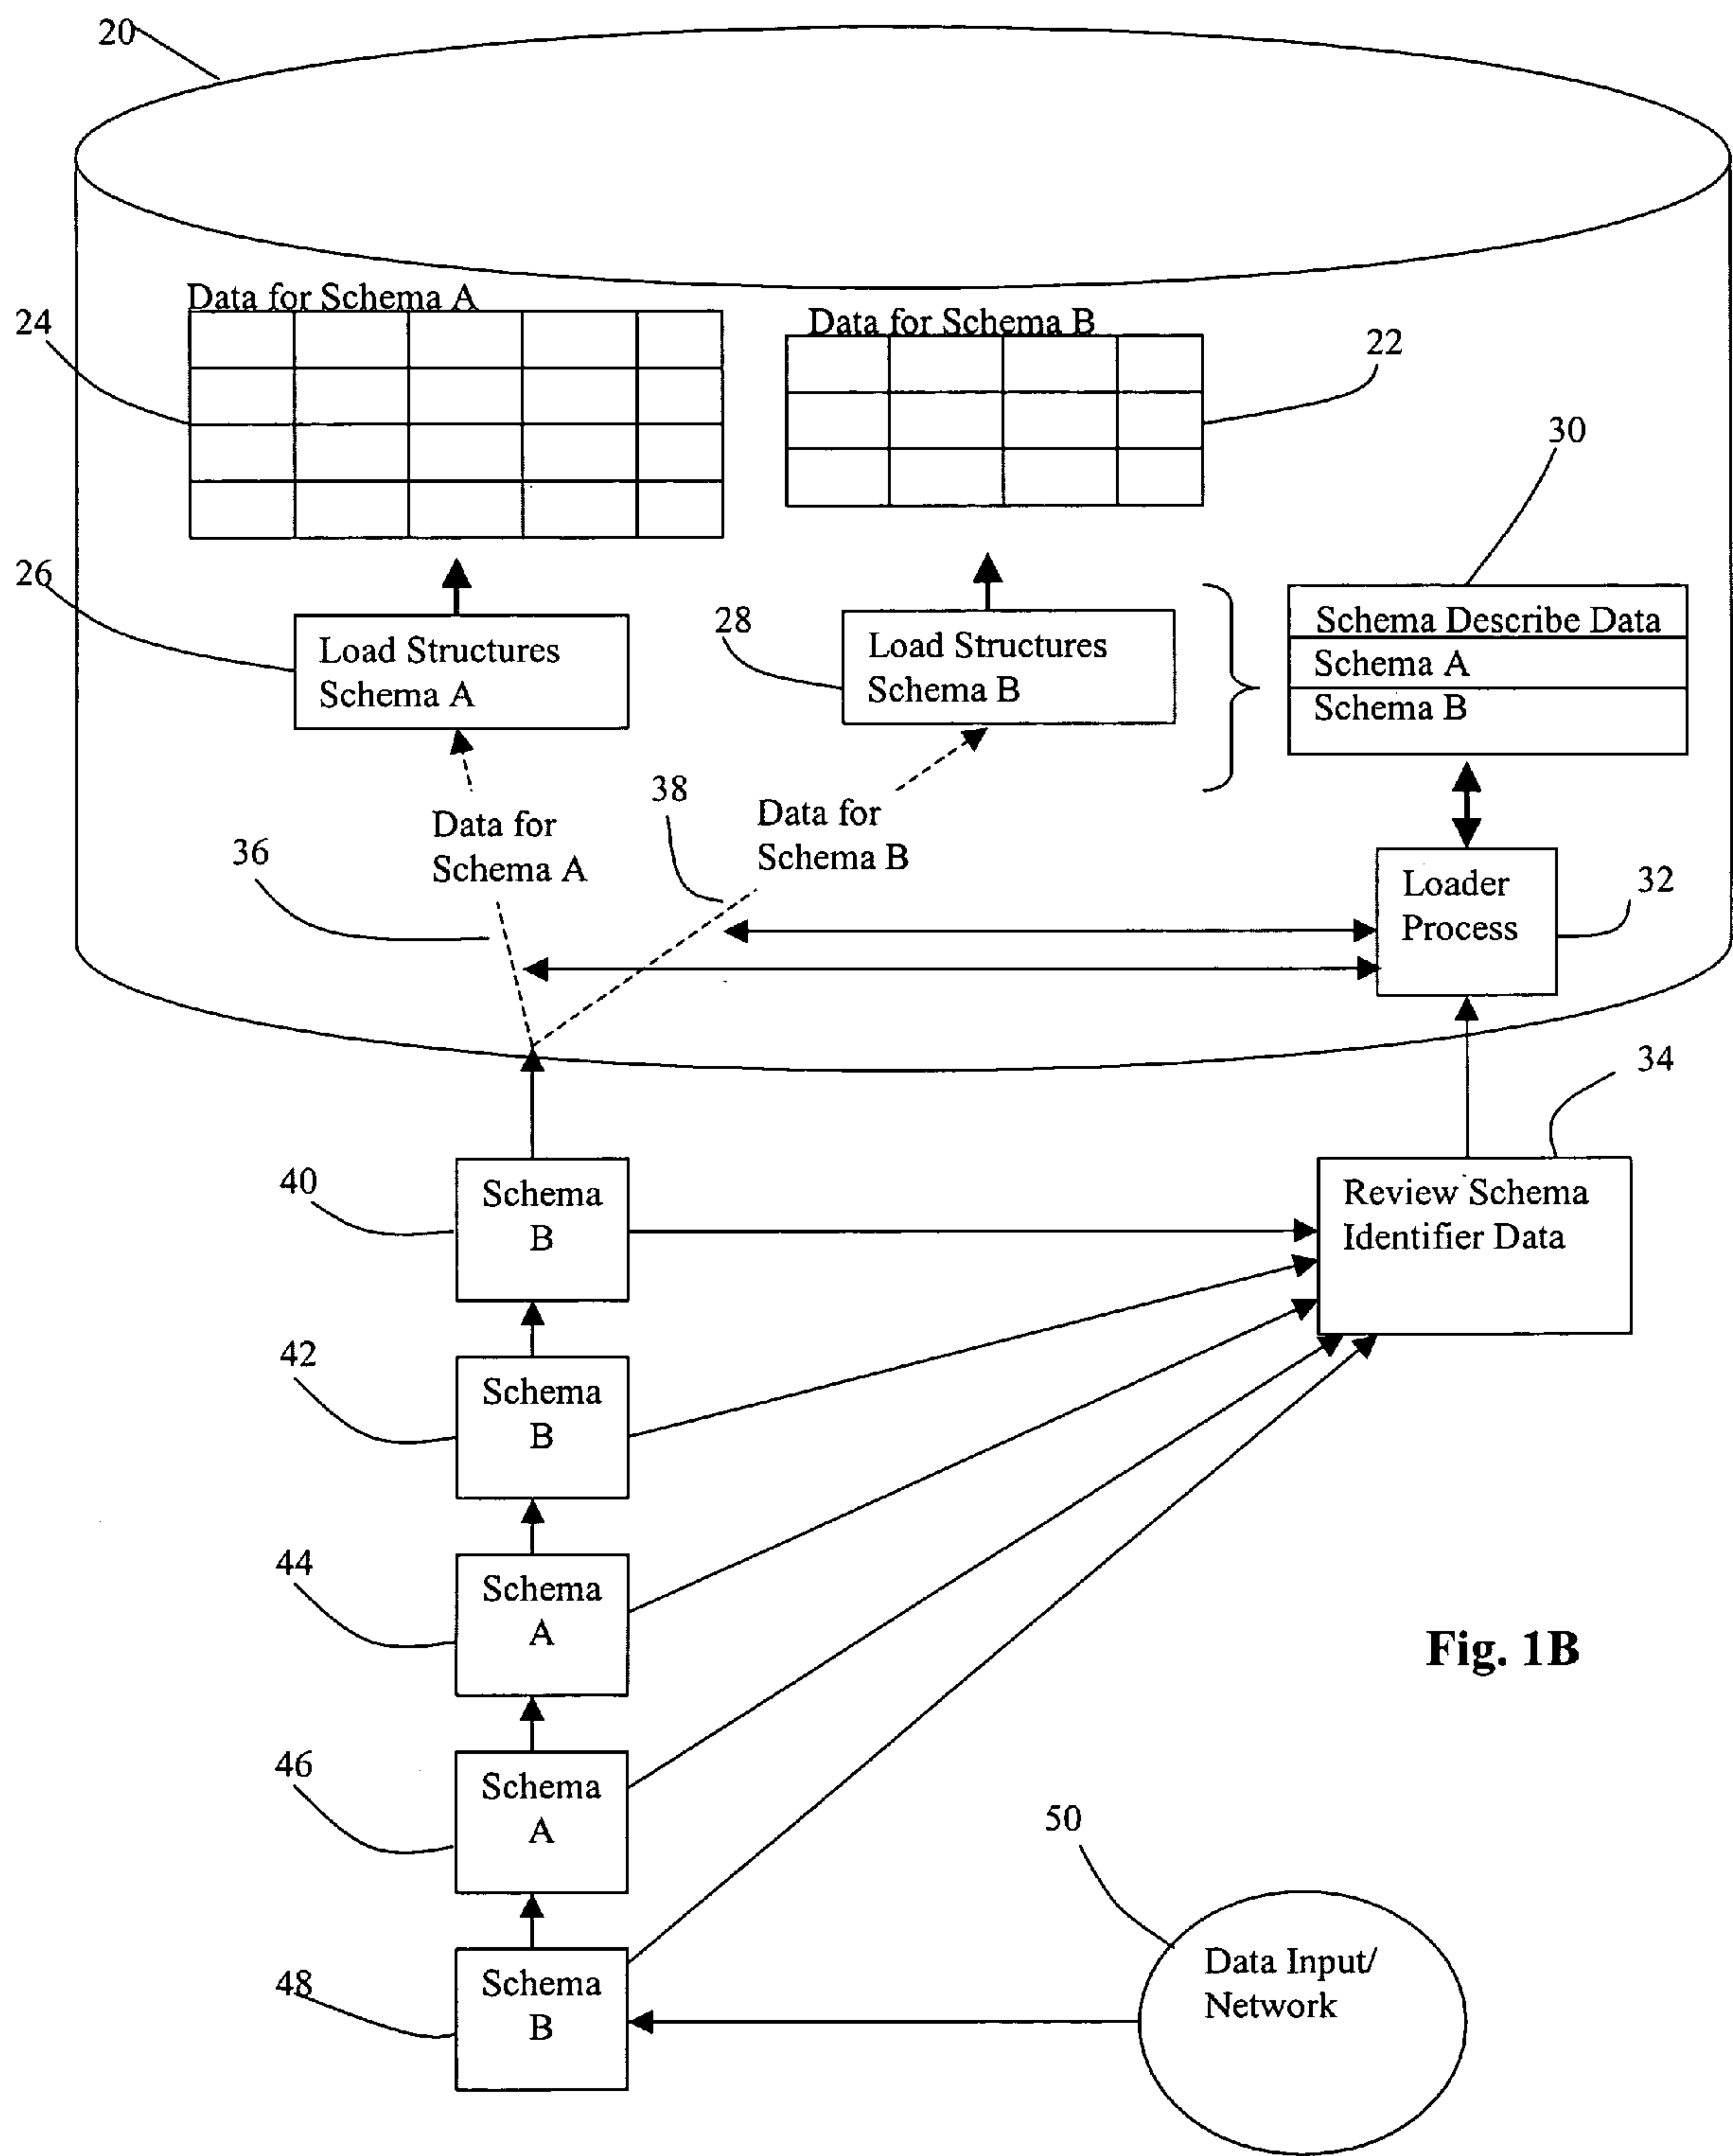 20
Data for Schema A
24
Data for Schema B
22
30
26
Load Structures
Schema A
28
Load Structures
Schema B
Schema Describe Data
Schema A
Schema B
38
Data for
Schema A
Data for
Schema B
36
Loader
Process
32
34
40
Schema
B
Review Schema
Identifier Data
42
Schema
B
44
Schema
A
Fig. 1B
46
Schema
A
50
48
Schema
B
Data Input/
Network